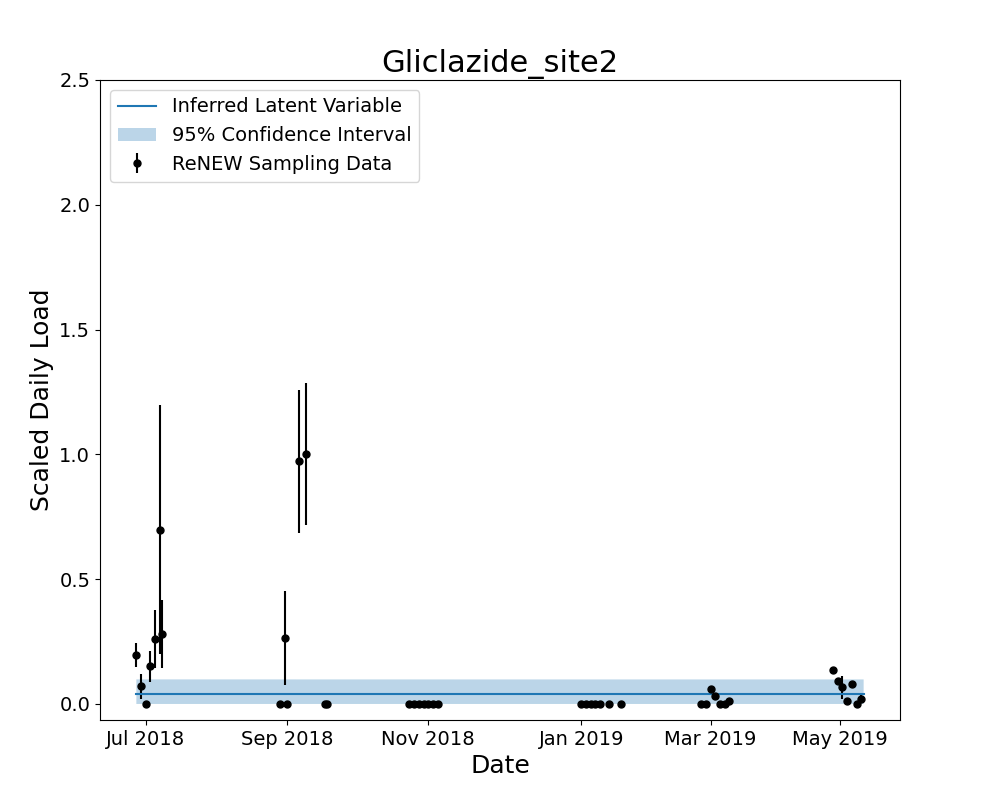 Gliclazide_site2
2.5
2.0
1.5
1.0
0.5
0.0
Scaled Daily Load
Inferred Latent Variable
95% Confidence Interval
ReNEW Sampling Data
Jul 2018
Sep 2018
Nov 2018
Jan 2019
Mar 2019
May 2019
Date